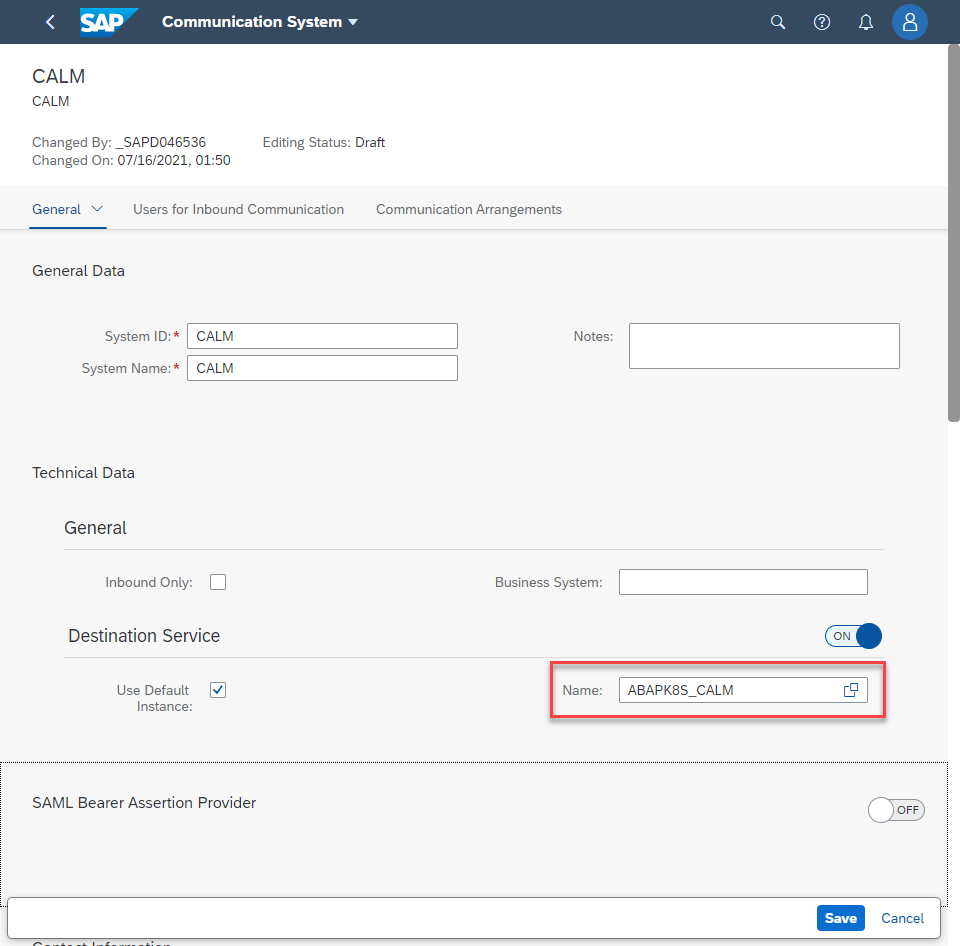 SAP Communication System
CALM
CALM
Changed By: _SAPD046536 Editing Status: Draft
Changed On: 07/16/2021, 01:50
General Users for Inbound Communication Communication Arrangements
General Data
System ID:* CALM Notes:
System Name:* CALM
Technical Data
General
Inbound Only: Business System:
Destination Service ON
Use Default Name: ABAPK8S_CALM
Instance:
SAML Bearer Assertion Provider OFF
Save Cancel
Contact Information